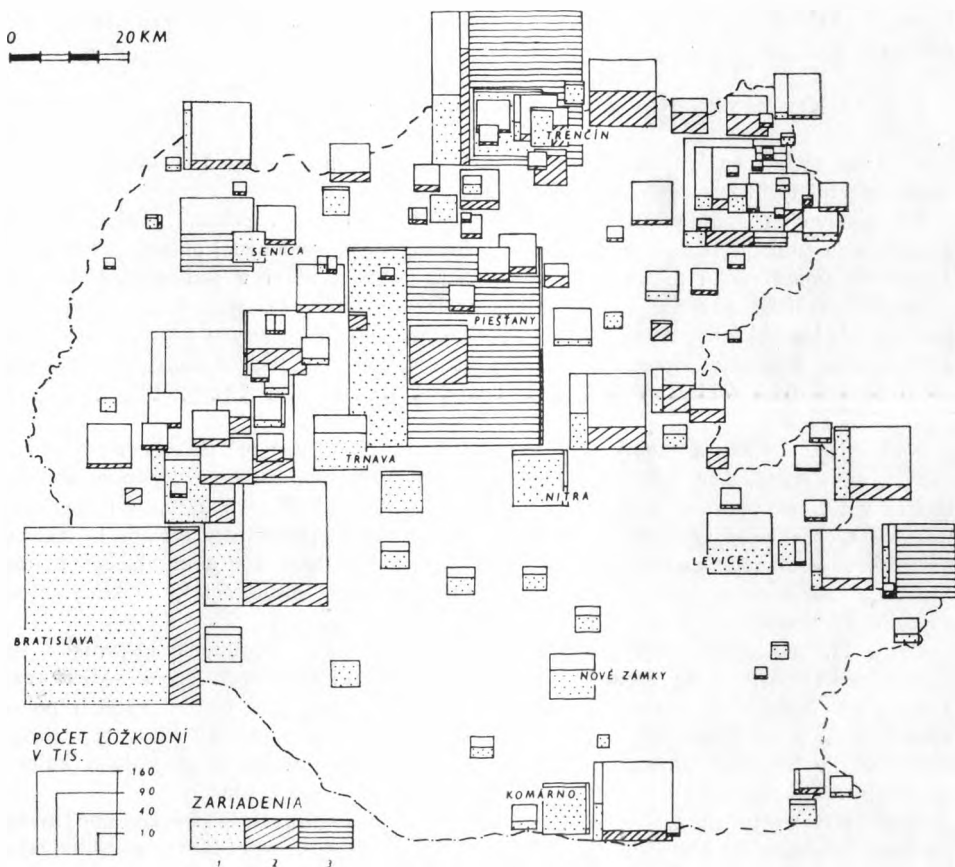 0 20 KM
TRENČÍN
SENICA
PIEŠŤANY
TRNAVA
NITRA
LEVICE
BRATISLAVA
NOVÉ ZÁMKY
KOMÁRNO
POČET LÔŽKODNÍ
V TIS.
160
90
40
10
ZARIADENIA
1 2 3